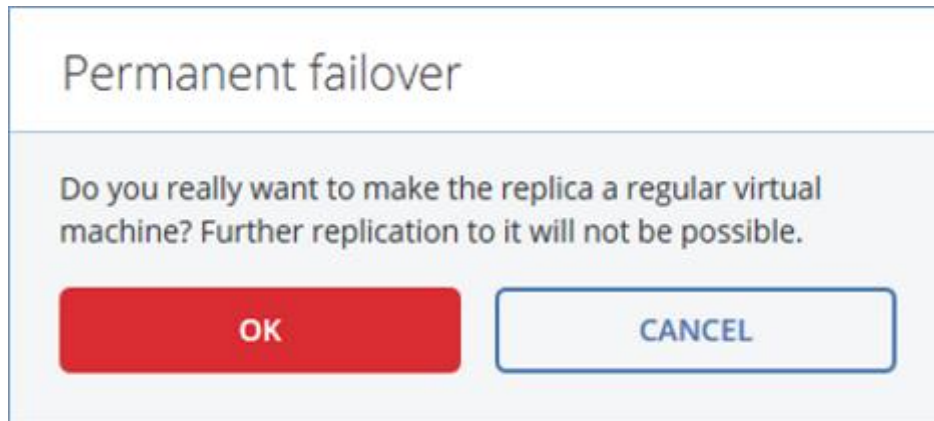 Permanent failover
Do you really want to make the replica a regular virtual
machine? Further replication to it will not be possible.
OK
CANCEL